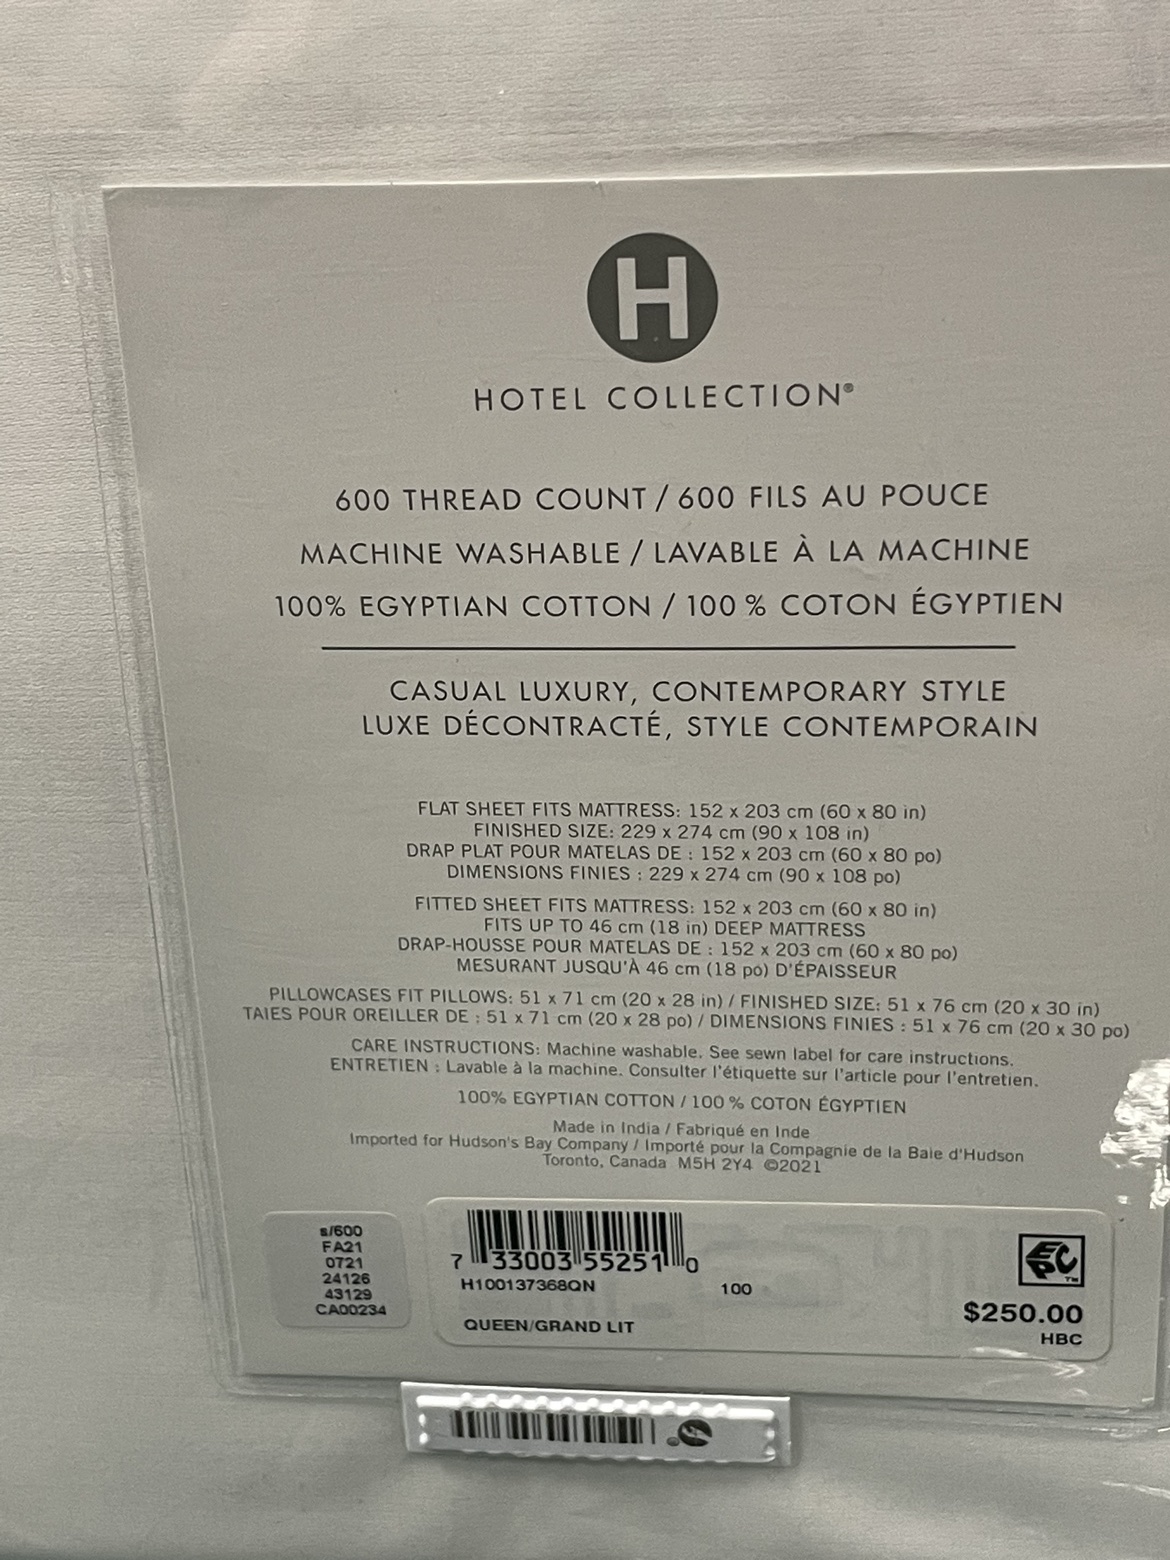 H
HOTEL COLLECTION®
600 THREAD COUNT / 600 FILS AU POUCE
MACHINE WASHABLE / LAVABLE À LA MACHINE
100% EGYPTIAN COTTON / 100 % COTON ÉGYPTIEN
CASUAL LUXURY, CONTEMPORARY STYLE
LUXE DÉCONTRACTÉ, STYLE CONTEMPORAIN
FLAT SHEET FITS MATTRESS: 152 x 203 cm (60 x 80 in)
FINISHED SIZE: 229 x 274 cm (90 x 108 in)
DRAP PLAT POUR MATELAS DE : 152 x 203 cm (60 x 80 po)
DIMENSIONS FINIES : 229 x 274 cm (90 x 108 po)
FITTED SHEET FITS MATTRESS: 152 x 203 cm (60 x 80 in)
FITS UP TO 46 cm (18 in) DEEP MATTRESS
DRAP-HOUSSE POUR MATELAS DE : 152 x 203 cm (60 x 80 po)
MESURANT JUSQU'À 46 cm (18 po) D'ÉPAISSEUR
PILLOWCASES FIT PILLOWS: 51 x 71 cm (20 x 28 in) / FINISHED SIZE: 51 x 76 cm (20 x 30 in)
TAIES POUR OREILLER DE : 51 x 71 cm (20 x 28 po) / DIMENSIONS FINIES : 51 x 76 cm (20 x 30 po)
CARE INSTRUCTIONS: Machine washable. See sewn label for care instructions.
ENTRETIEN : Lavable à la machine. Consulter l'étiquette sur l'article pour l'entretien.
100% EGYPTIAN COTTON / 100 % COTON ÉGYPTIEN
Made in India / Fabriqué en Inde
Imported for Hudson's Bay Company / Importé pour la Compagnie de la Baie d'Hudson
Toronto, Canada M5H 2Y4 ©2021
s/600
FA21
0721
24126
43129
CA00234
7 33003 55251 0
H100137368QN
100
QUEEN/GRAND LIT
EPC™
$250.00
HBC